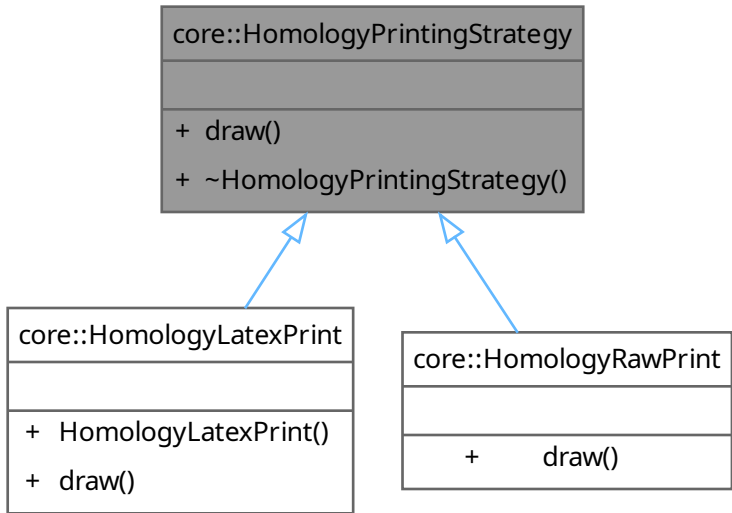 core::HomologyPrintingStrategy
+ draw()
+ ~HomologyPrintingStrategy()
core::HomologyLatexPrint
+ HomologyLatexPrint()
+ draw()
core::HomologyRawPrint
+ draw()